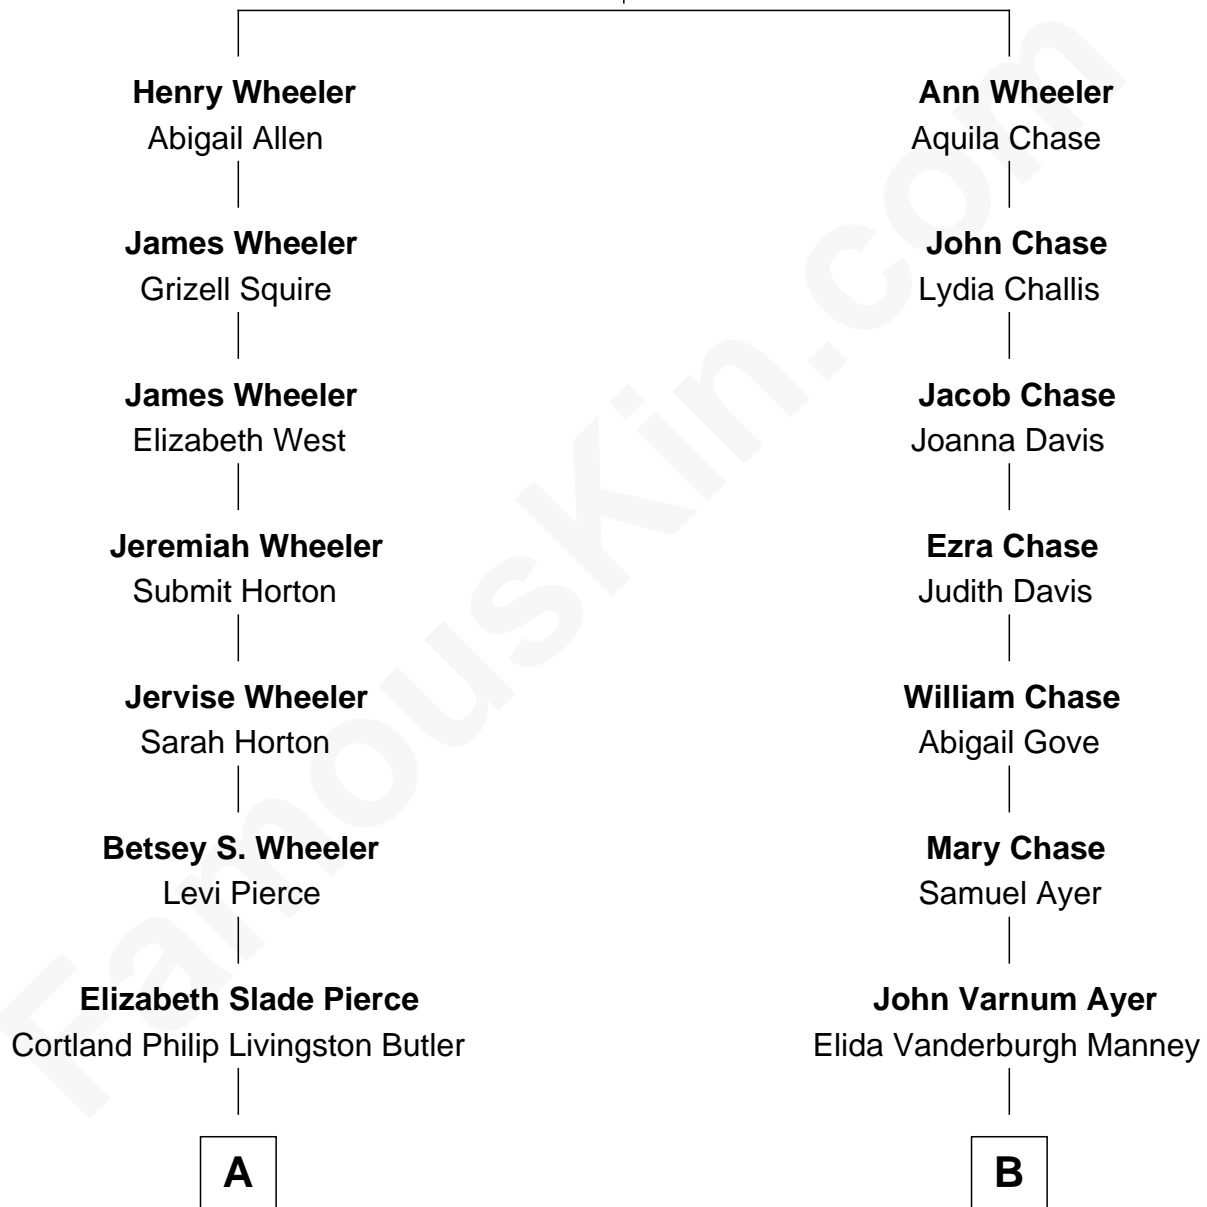 Henry Wheeler
Abigail Allen
James Wheeler
Grizell Squire
James Wheeler
Elizabeth West
Jeremiah Wheeler
Submit Horton
Jervise Wheeler
Sarah Horton
Betsey S. Wheeler
Levi Pierce
Elizabeth Slade Pierce
Cortland Philip Livingston Butler
A
Ann Wheeler
Aquila Chase
John Chase
Lydia Challis
Jacob Chase
Joanna Davis
Ezra Chase
Judith Davis
William Chase
Abigail Gove
Mary Chase
Samuel Ayer
John Varnum Ayer
Elida Vanderburgh Manney
B
FamousKin.com